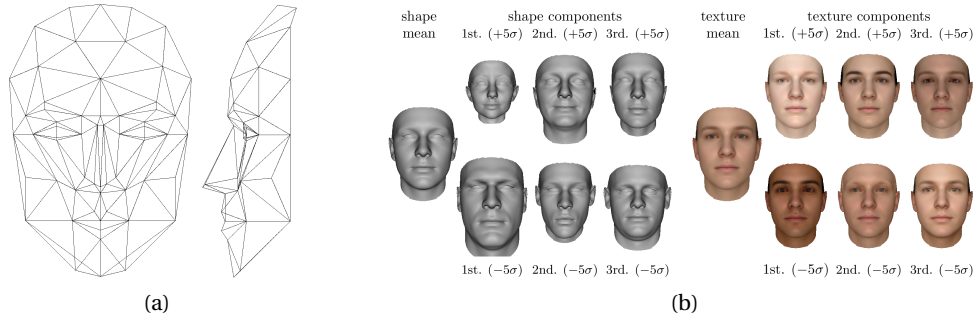 shape
mean
shape components
1st. (+5σ) 2nd. (+5σ) 3rd. (+5σ)
texture
mean
texture components
1st. (+5σ) 2nd. (+5σ) 3rd. (+5σ)
1st. (−5σ) 2nd. (−5σ) 3rd. (−5σ)
1st. (−5σ) 2nd. (−5σ) 3rd. (−5σ)
(a)
(b)